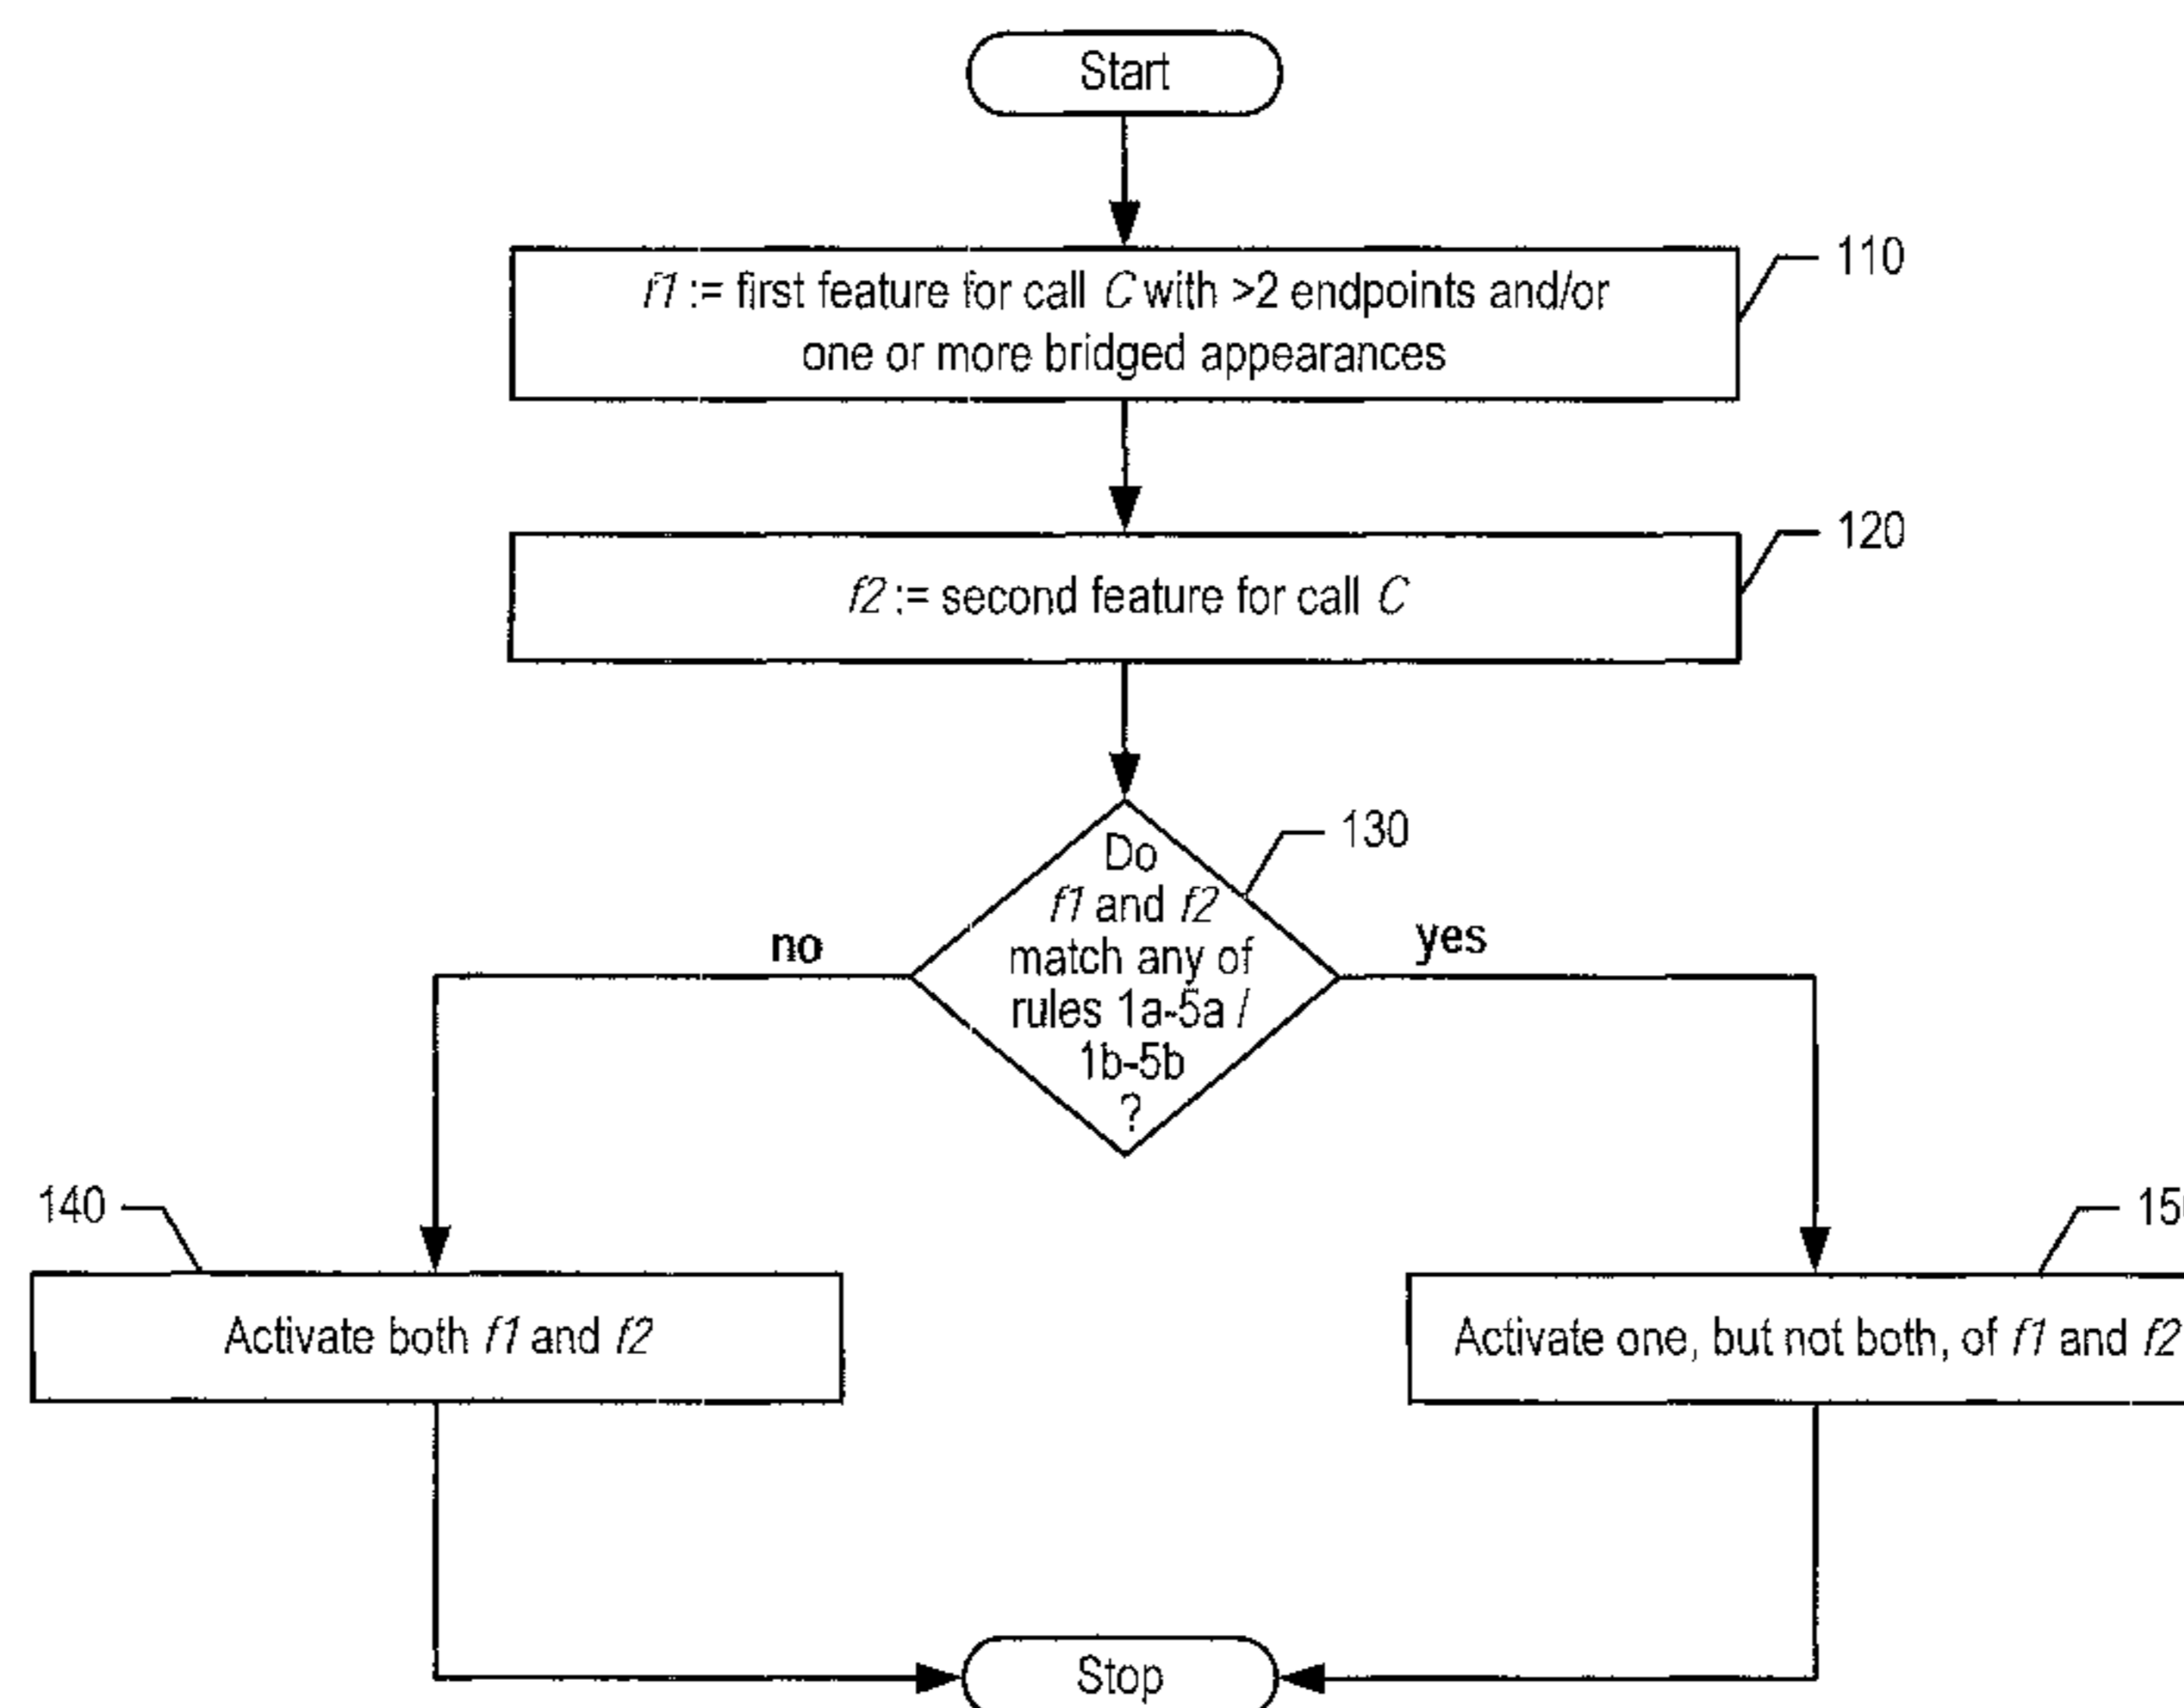 Start
f1 := first feature for call C with >2 endpoints and/or
one or more bridged appearances
110
f2 := second feature for call C
120
Do
f1 and f2
match any of
rules 1a-5a /
1b-5b
?
130
no
yes
140
Activate both f1 and f2
Activate one, but not both, of f1 and f2
Stop